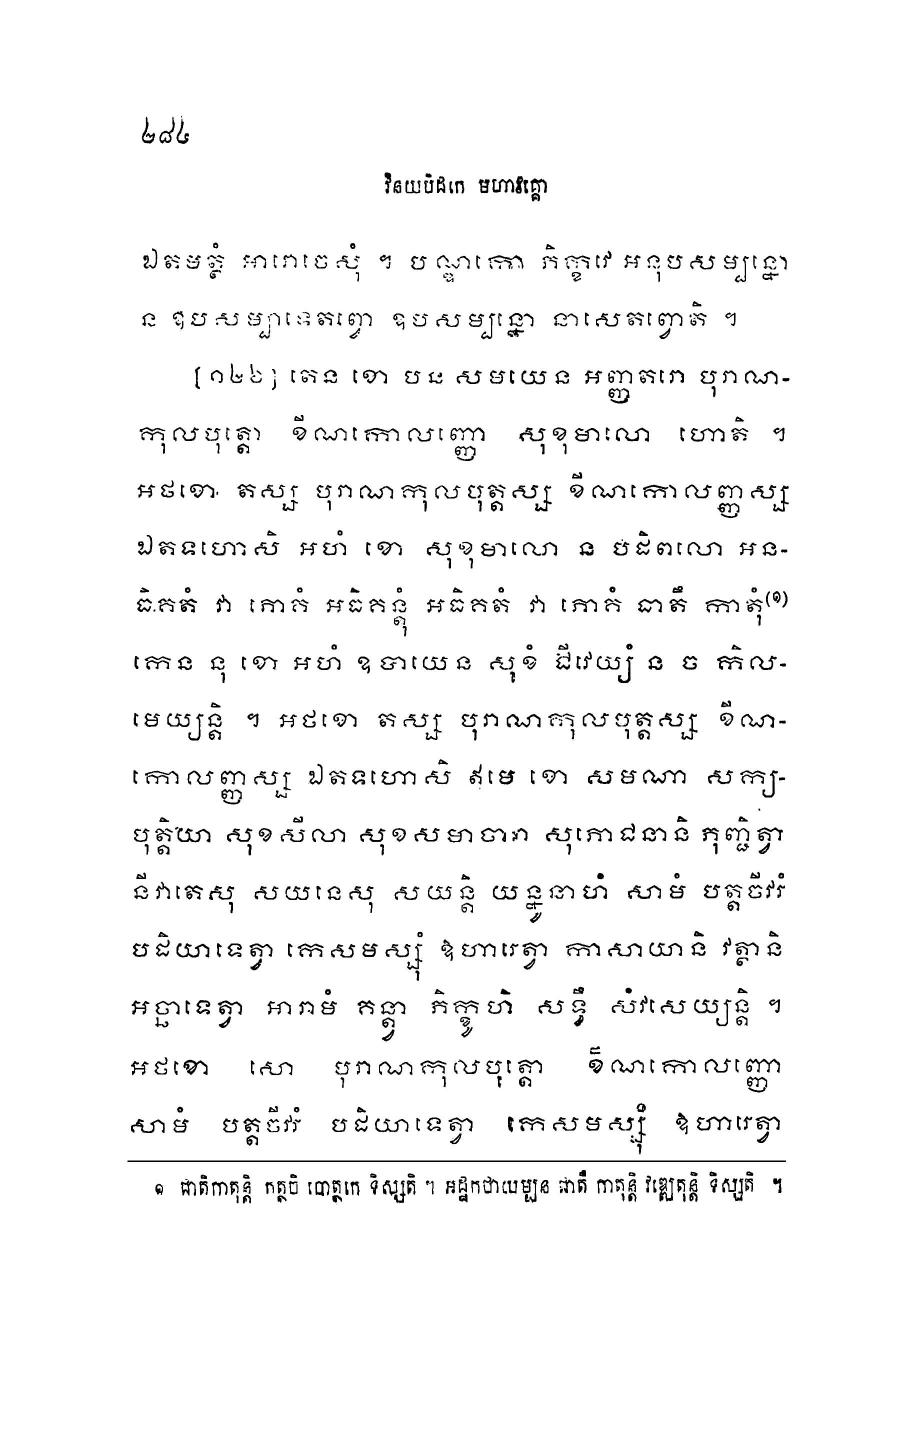 ២៨៤
វិនយបិដកេ មហាវគ្គោ
ឯតមត្ថំ អារោចេសុំ ។ បណ្ឌកោ ភិក្ខវេ អនុបសម្បន្នោ
ន ឧបសម្បាទេតព្វោ ឧបសម្បន្នោ នាសេតព្វោតិ ។
[១២៦] តេន ខោ បន សមយេន អញ្ញតរោ បុរាណ-
កុលបុត្តោ ខីណកោលញ្ញោ សុខុមាលោ ហោតិ ។
អថខោ តស្ស បុរាណកុលបុត្តស្ស ខីណកោលញ្ញស្ស
ឯតទហោសិ អហំ ខោ សុខុមាលោ ន បដិពលោ អន-
ធិគតំ វា ភោគំ អធិគន្តុំ អធិគតំ វា ភោគំ ផាតឹ កាតុំ(១)
កេន នុ ខោ អហំ ឧបាយេន សុខំ ជីវេយ្យំ ន ច កិល-
មេយ្យន្តិ ។ អថខោ តស្ស បុរាណកុលបុត្តស្ស ខីណ-
កោលញ្ញស្ស ឯតទហោសិ ឥមេ ខោ សមណា សក្យ-
បុត្តិយា សុខសីលា សុខសមាចារា សុភោជនានិ ភុញ្ជិត្វា
និវាតេសុ សយនេសុ សយន្តិ យន្នូនាហំ សាមំ បត្តចីវរំ
បដិយាទេត្វា កេសមស្សុំ ឱហារេត្វា កាសាយានិ វត្ថានិ
អច្ឆាទេត្វា អារាមំ គន្ត្វា ភិក្ខូហិ សទ្ធឹ សំវសេយ្យន្តិ ។
អថខោ សោ បុរាណកុលបុត្តោ ខីណកោលញ្ញោ
សាមំ បត្តចីវរំ បដិយាទេត្វា កេសមស្សុំ ឱហារេត្វា
១ ជាតិកាតុន្តិ កត្ថចិ បោត្ថកេ ទិស្សតិ ។ អដ្ឋកថាយម្បន ផាតឹ កាតុន្តិ វឌ្ឍេតុន្តិ ទិស្សតិ ។